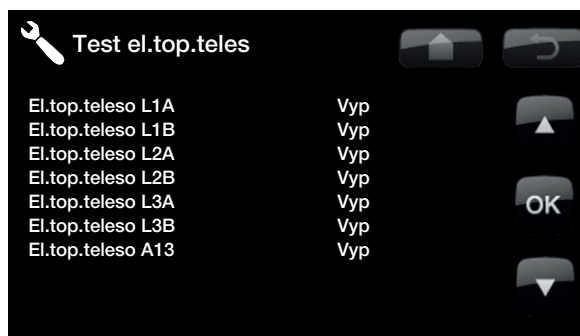 Test el.top.teles
El.top.teleso L1A Vyp
El.top.teleso L1B Vyp
El.top.teleso L2A Vyp
El.top.teleso L2B Vyp
El.top.teleso L3A Vyp
El.top.teleso L3B Vyp
El.top.teleso A13 Vyp
OK